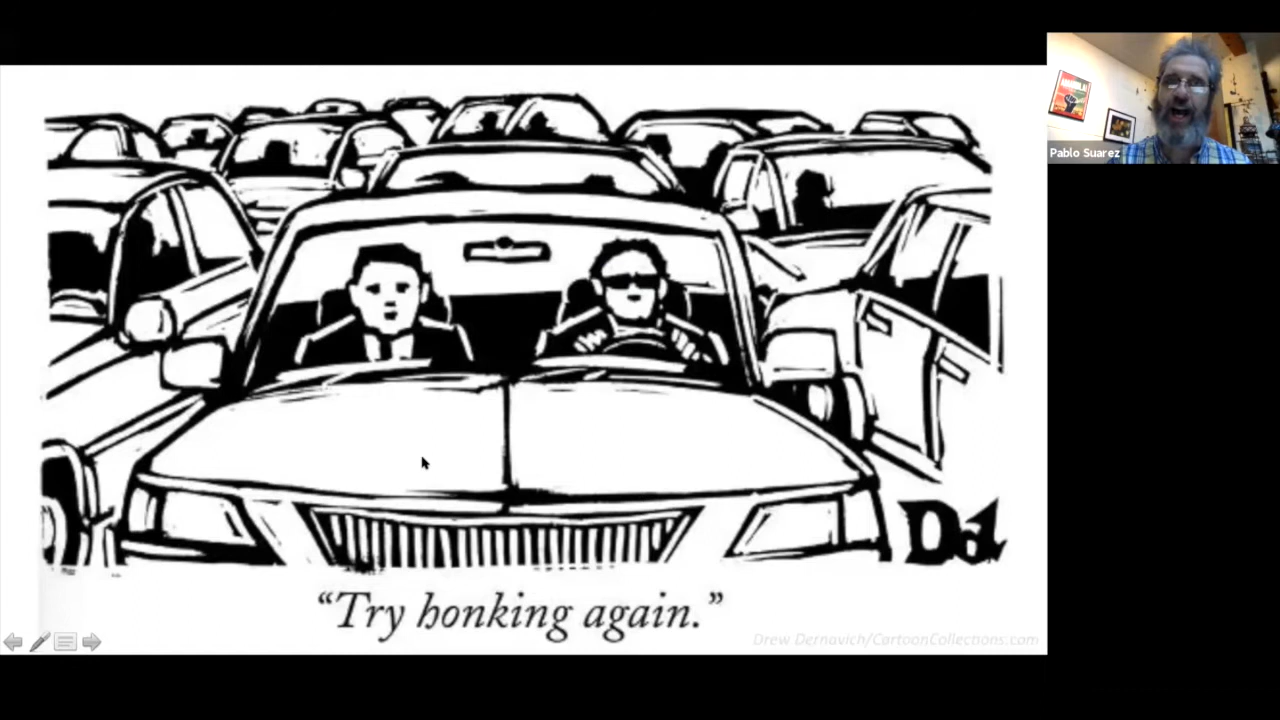 Pablo Suarez
Dd
“Try honking again.”
Drew Dernavich/CartoonCollections.com